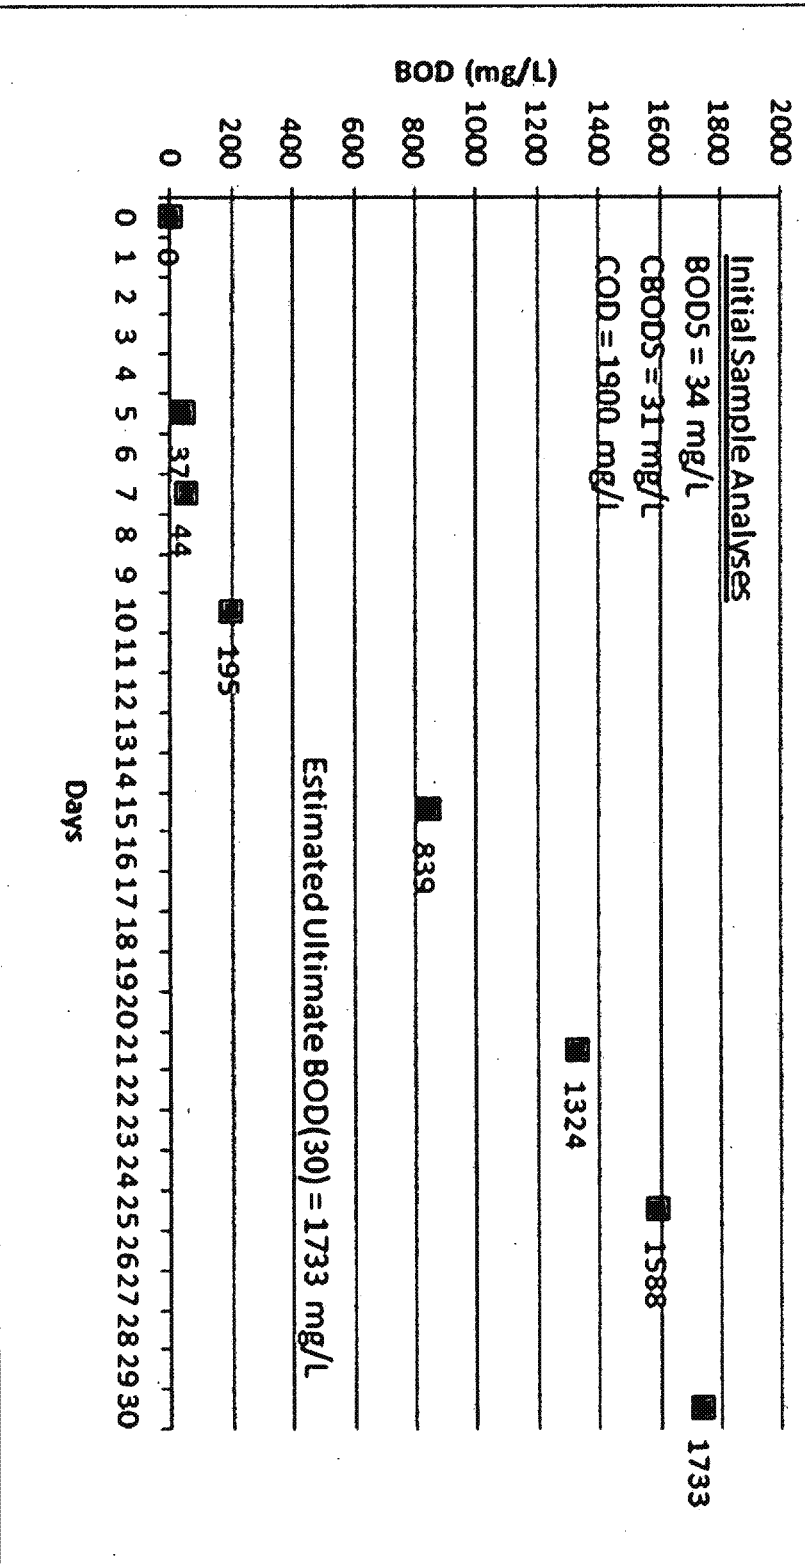 BOD (mg/L)
2000
1800
1600
1400
1200
1000
800
600
400
200
0
Initial Sample Analyses
BOD5 = 34 mg/L
CBOD5 = 31 mg/L
COD = 1900 mg/L
0
37
44
195
839
1324
1588
1733
Estimated Ultimate BOD(30) = 1733 mg/L
0 1 2 3 4 5 6 7 8 9 10 11 12 13 14 15 16 17 18 19 20 21 22 23 24 25 26 27 28 29 30
Days